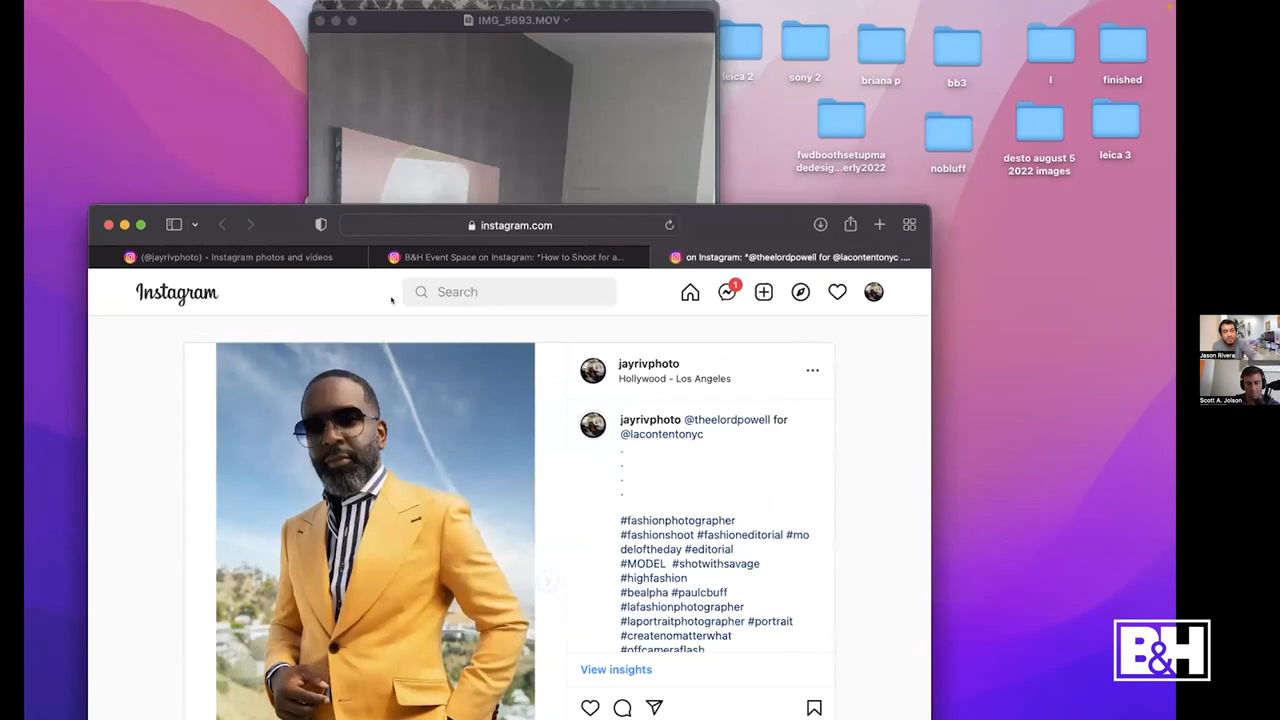 IMG_5693.MOV
leica 2
sony 2
briana p
bb3
l
finished
fwdboothsetupma
dedesig...erly2022
nobluff
desto august 5
2022 images
leica 3
instagram.com
(@jayrivphoto) • Instagram photos and videos
B&H Event Space on Instagram: "How to Shoot for a...
on Instagram: "@theelordpowell for @lacontentonyc ....
Instagram
Search
1
jayrivphoto
Hollywood - Los Angeles
jayrivphoto @theelordpowell for
@lacontentonyc
.
.
.
.
#fashionphotographer
#fashionshoot #fashioneditorial #mo
deloftheday #editorial
#MODEL #shotwithsavage
#highfashion
#bealpha #paulcbuff
#lafashionphotographer
#laportraitphotographer #portrait
#createnomatterwhat
#offcameraflash
View insights
Jason Rivera
Scott A. Jolson
B&H